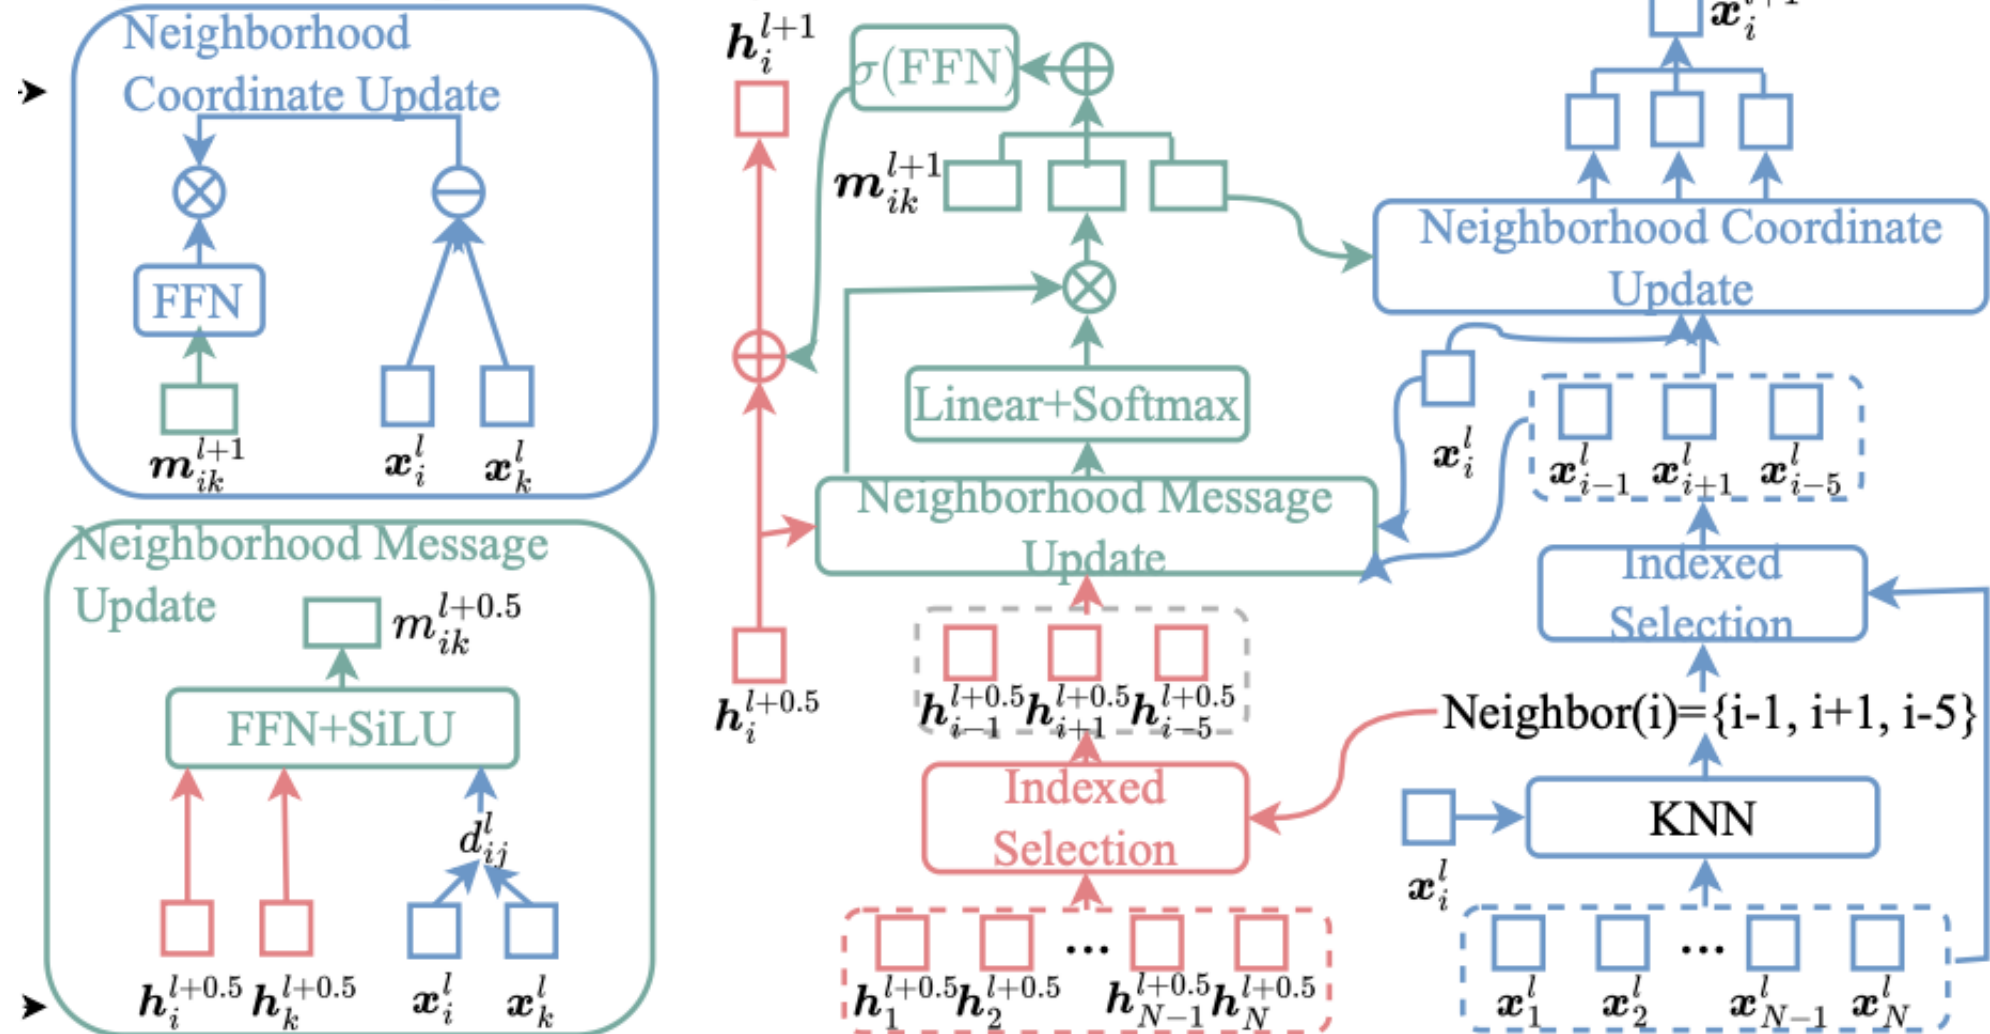 Neighborhood
Coordinate Update
FFN
m_{ik}^{l+1}
x_i^l
x_k^l
Neighborhood Message
Update
m_{ik}^{l+0.5}
FFN+SiLU
d_{ij}^l
h_i^{l+0.5} h_k^{l+0.5}
x_i^l
x_k^l
h_i^{l+1}
σ(FFN)
m_{ik}^{l+1}
Linear+Softmax
Neighborhood Message
Update
h_i^{l+0.5}
h_{i-1}^{l+0.5} h_{i+1}^{l+0.5} h_{i-5}^{l+0.5}
Indexed
Selection
h_1^{l+0.5} h_2^{l+0.5} ... h_{N-1}^{l+0.5} h_N^{l+0.5}
x_i^{l+1}
Neighborhood Coordinate
Update
x_i^l
x_{i-1}^l x_{i+1}^l x_{i-5}^l
Indexed
Selection
Neighbor(i)={i-1, i+1, i-5}
KNN
x_i^l
x_1^l x_2^l ... x_{N-1}^l x_N^l